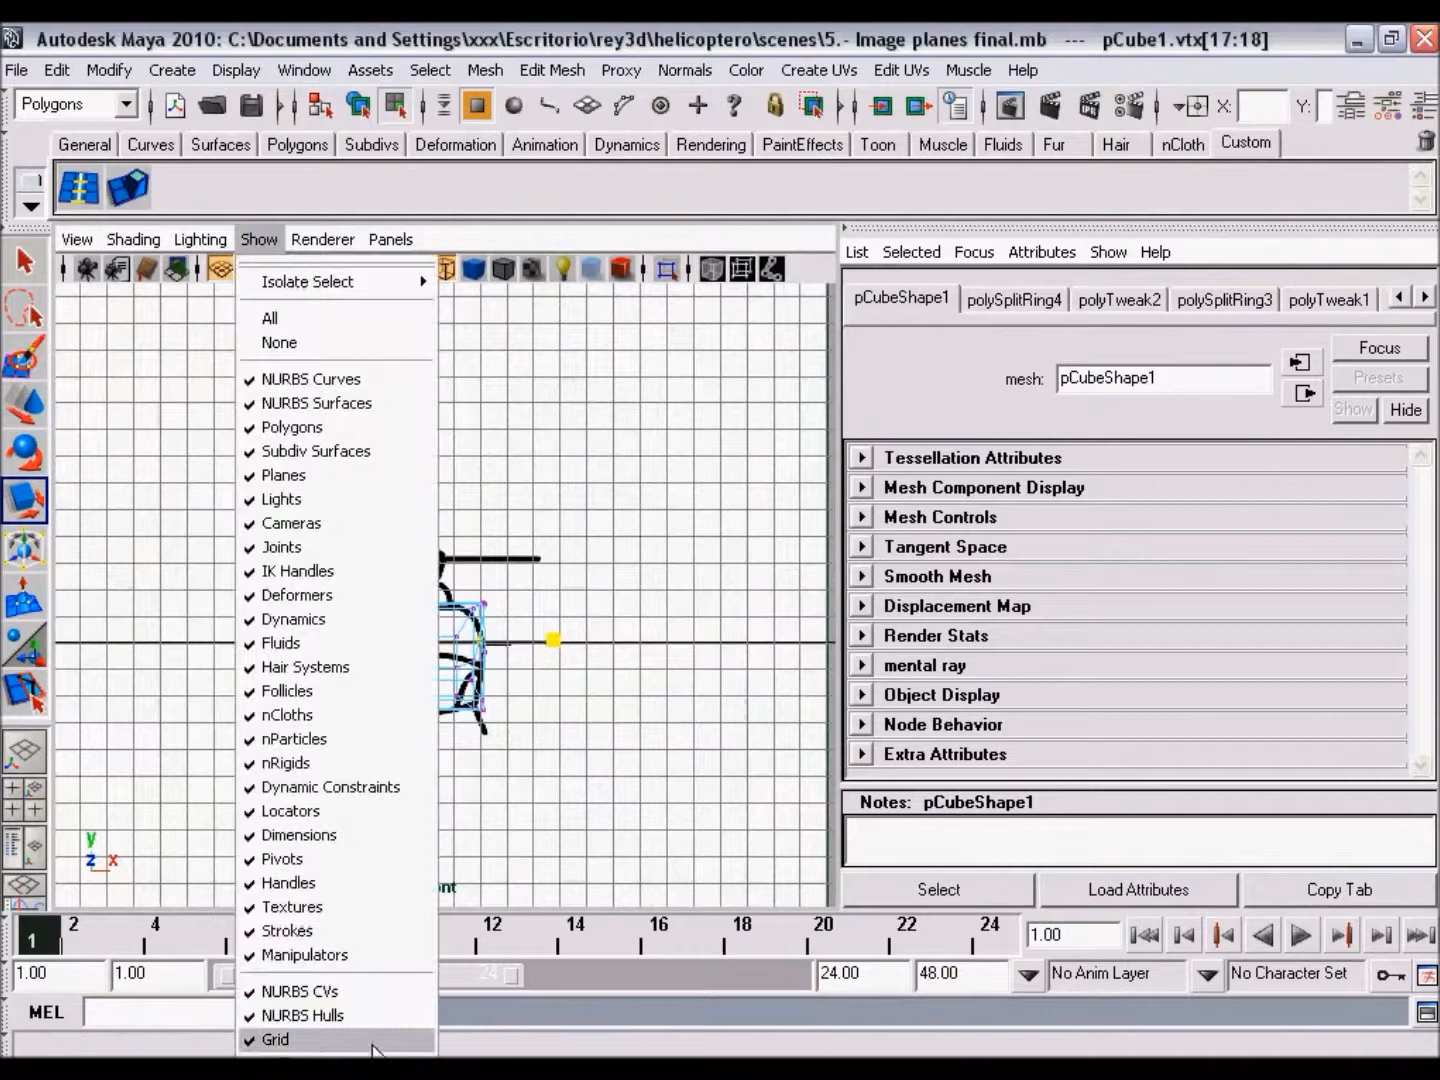 Autodesk Maya 2010: C:\Documents and Settings\xxx\Escritorio\rey3d\helicoptero\scenes\5.- Image planes final.mb --- pCube1.vtx[17:18]
File Edit Modify Create Display Window Assets Select Mesh Edit Mesh Proxy Normals Color Create UVs Edit UVs Muscle Help
Polygons X: Y:
General Curves Surfaces Polygons Subdivs Deformation Animation Dynamics Rendering PaintEffects Toon Muscle Fluids Fur Hair nCloth Custom
View Shading Lighting Show Renderer Panels
List Selected Focus Attributes Show Help
Isolate Select
All
None
NURBS Curves
NURBS Surfaces
Polygons
Subdiv Surfaces
Planes
Lights
Cameras
Joints
IK Handles
Deformers
Dynamics
Fluids
Hair Systems
Follicles
nCloths
nParticles
nRigids
Dynamic Constraints
Locators
Dimensions
Pivots
Handles
Textures
Strokes
Manipulators
NURBS CVs
NURBS Hulls
Grid
y
z x
nt
pCubeShape1 polySplitRing4 polyTweak2 polySplitRing3 polyTweak1
mesh: pCubeShape1
Focus
Presets
Show Hide
Tessellation Attributes
Mesh Component Display
Mesh Controls
Tangent Space
Smooth Mesh
Displacement Map
Render Stats
mental ray
Object Display
Node Behavior
Extra Attributes
Notes: pCubeShape1
Select Load Attributes Copy Tab
1 2 4 12 14 16 18 20 22 24 1.00
1.00 1.00 24 24.00 48.00 No Anim Layer No Character Set
MEL